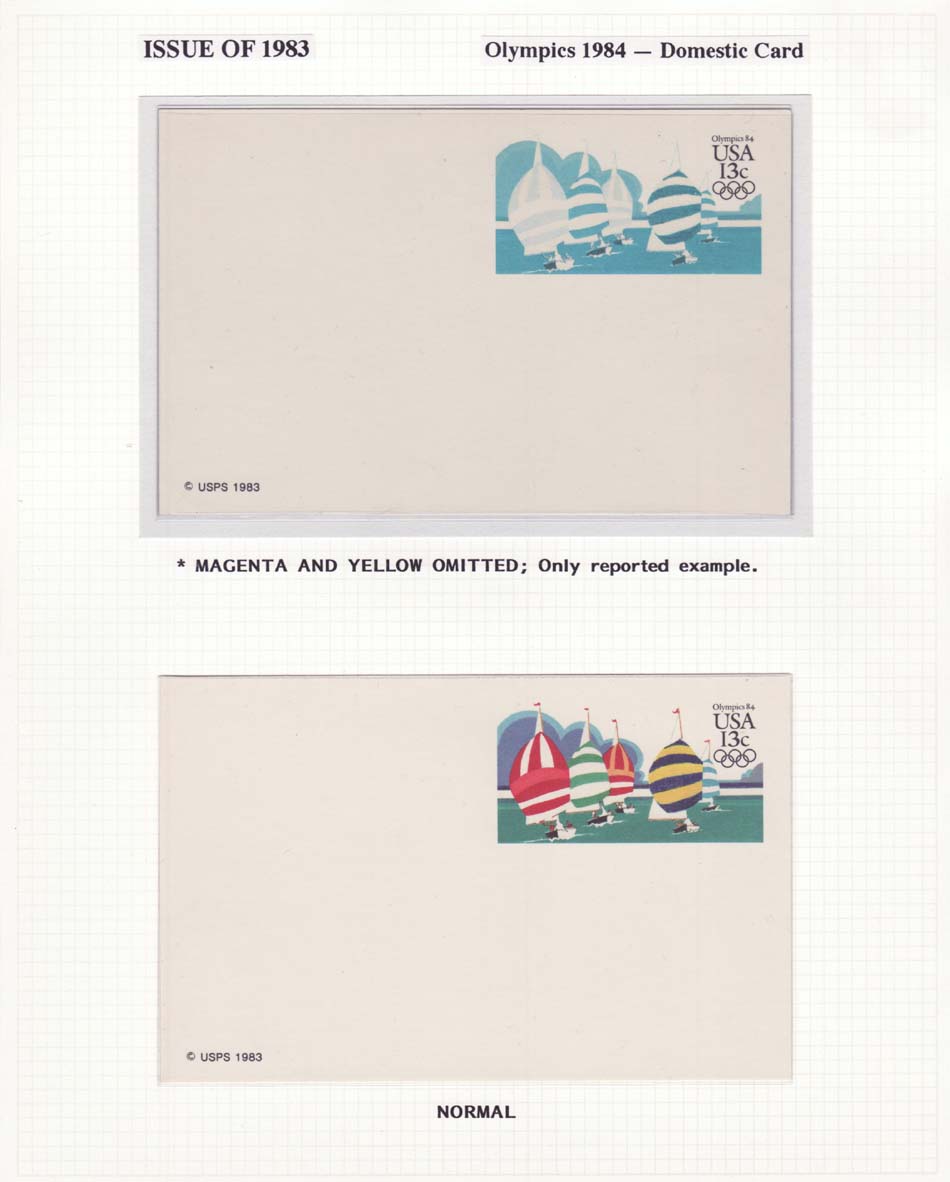 ISSUE OF 1983
Olympics 1984 — Domestic Card
Olympics 84
USA
13c
© USPS 1983
* MAGENTA AND YELLOW OMITTED; Only reported example.
Olympics 84
USA
13c
© USPS 1983
NORMAL